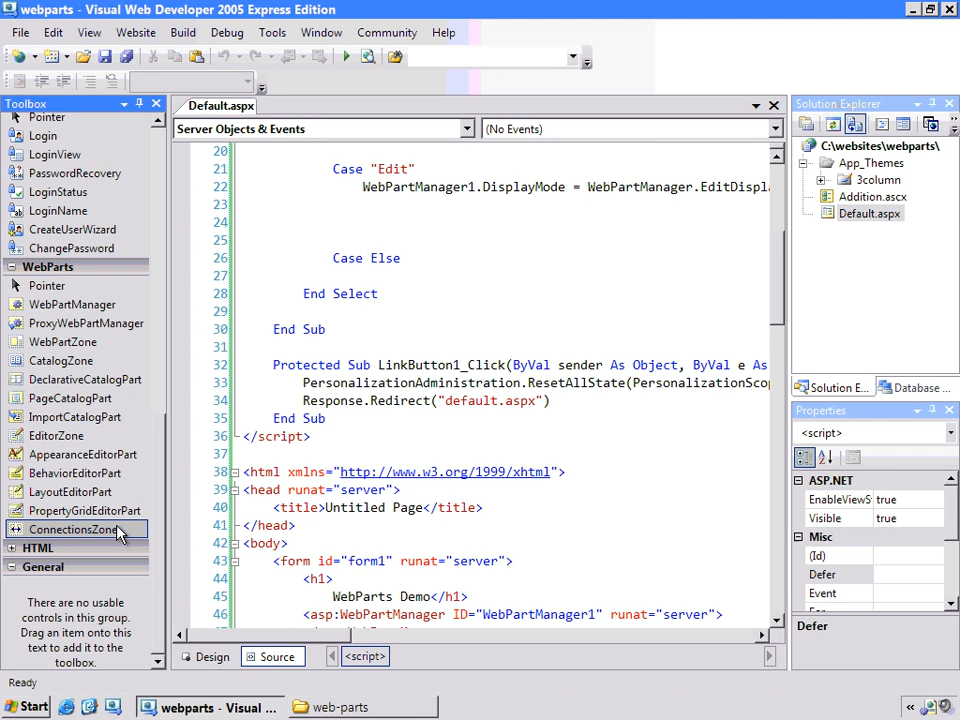 webparts - Visual Web Developer 2005 Express Edition
File Edit View Website Build Debug Tools Window Community Help
Toolbox
Pointer
Login
LoginView
PasswordRecovery
LoginStatus
LoginName
CreateUserWizard
ChangePassword
WebParts
Pointer
WebPartManager
ProxyWebPartManager
WebPartZone
CatalogZone
DeclarativeCatalogPart
PageCatalogPart
ImportCatalogPart
EditorZone
AppearanceEditorPart
BehaviorEditorPart
LayoutEditorPart
PropertyGridEditorPart
ConnectionsZone
HTML
General
There are no usable
controls in this group.
Drag an item onto this
text to add it to the
toolbox.
Default.aspx
Server Objects & Events (No Events)
20
21 Case "Edit"
22 WebPartManager1.DisplayMode = WebPartManager.EditDispla
23
24
25
26 Case Else
27
28 End Select
29
30 End Sub
31
32 Protected Sub LinkButton1_Click(ByVal sender As Object, ByVal e As
33 PersonalizationAdministration.ResetAllState(PersonalizationScop
34 Response.Redirect("default.aspx")
35 End Sub
36 </script>
37
38 <html xmlns="http://www.w3.org/1999/xhtml">
39 <head runat="server">
40 <title>Untitled Page</title>
41 </head>
42 <body>
43 <form id="form1" runat="server">
44 <h1>
45 WebParts Demo</h1>
46 <asp:WebPartManager ID="WebPartManager1" runat="server">
Design Source <script>
Solution Explorer
C:\websites\webparts\
App_Themes
3column
Addition.ascx
Default.aspx
Solution E... Database ...
Properties
<script>
ASP.NET
EnableViewS true
Visible true
Misc
(Id)
Defer
Event
Defer
Ready
Start webparts - Visual ... web-parts